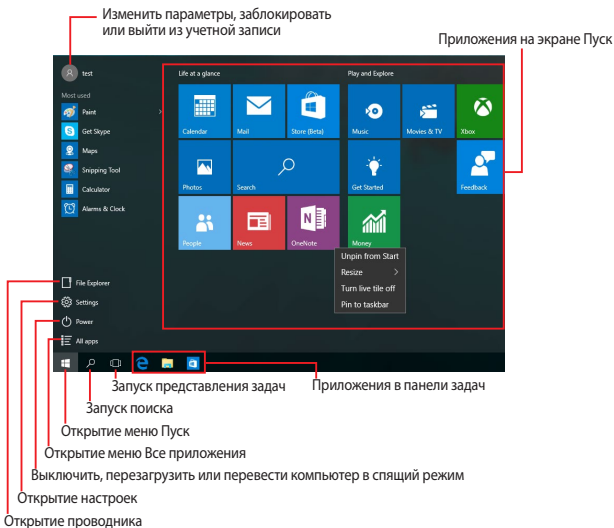 Изменить параметры, заблокировать
или выйти из учетной записи
Приложения на экране Пуск
test
Most used
Paint
Get Skype
Maps
Snipping Tool
Calculator
Alarms & Clock
File Explorer
Settings
Power
All apps
Life at a glance
Play and Explore
Calendar
Mail
Store (Beta)
Music
Movies & TV
Xbox
Photos
Search
Get Started
Feedback
People
News
OneNote
Money
Unpin from Start
Resize
Turn live tile off
Pin to taskbar
Запуск представления задач
Приложения в панели задач
Запуск поиска
Открытие меню Пуск
Открытие меню Все приложения
Выключить, перезагрузить или перевести компьютер в спящий режим
Открытие настроек
Открытие проводника